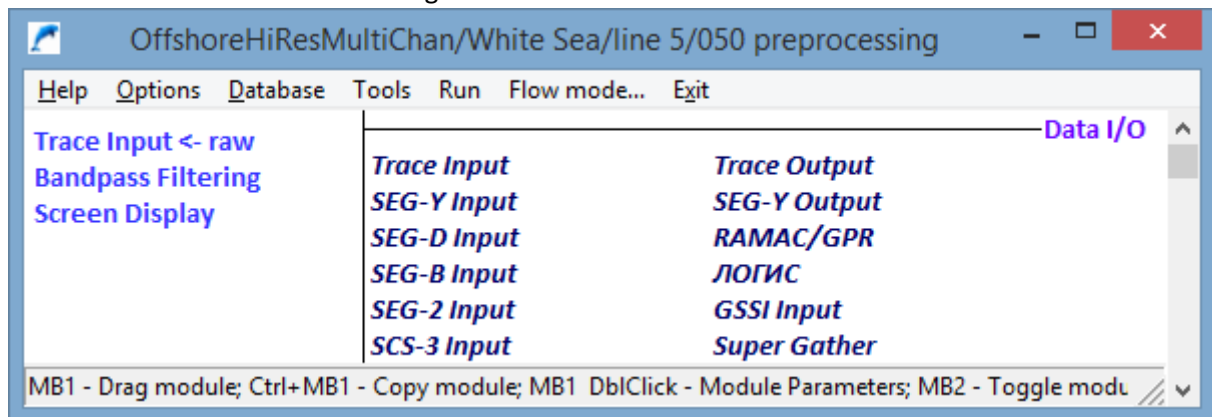 OffshoreHiResMultiChan/White Sea/line 5/050 preprocessing
Help Options Database Tools Run Flow mode... Exit
Trace Input <- raw
Bandpass Filtering
Screen Display
Data I/O
Trace Input Trace Output
SEG-Y Input SEG-Y Output
SEG-D Input RAMAC/GPR
SEG-B Input ЛОГИС
SEG-2 Input GSSI Input
SCS-3 Input Super Gather
MB1 - Drag module; Ctrl+MB1 - Copy module; MB1 DblClick - Module Parameters; MB2 - Toggle modu